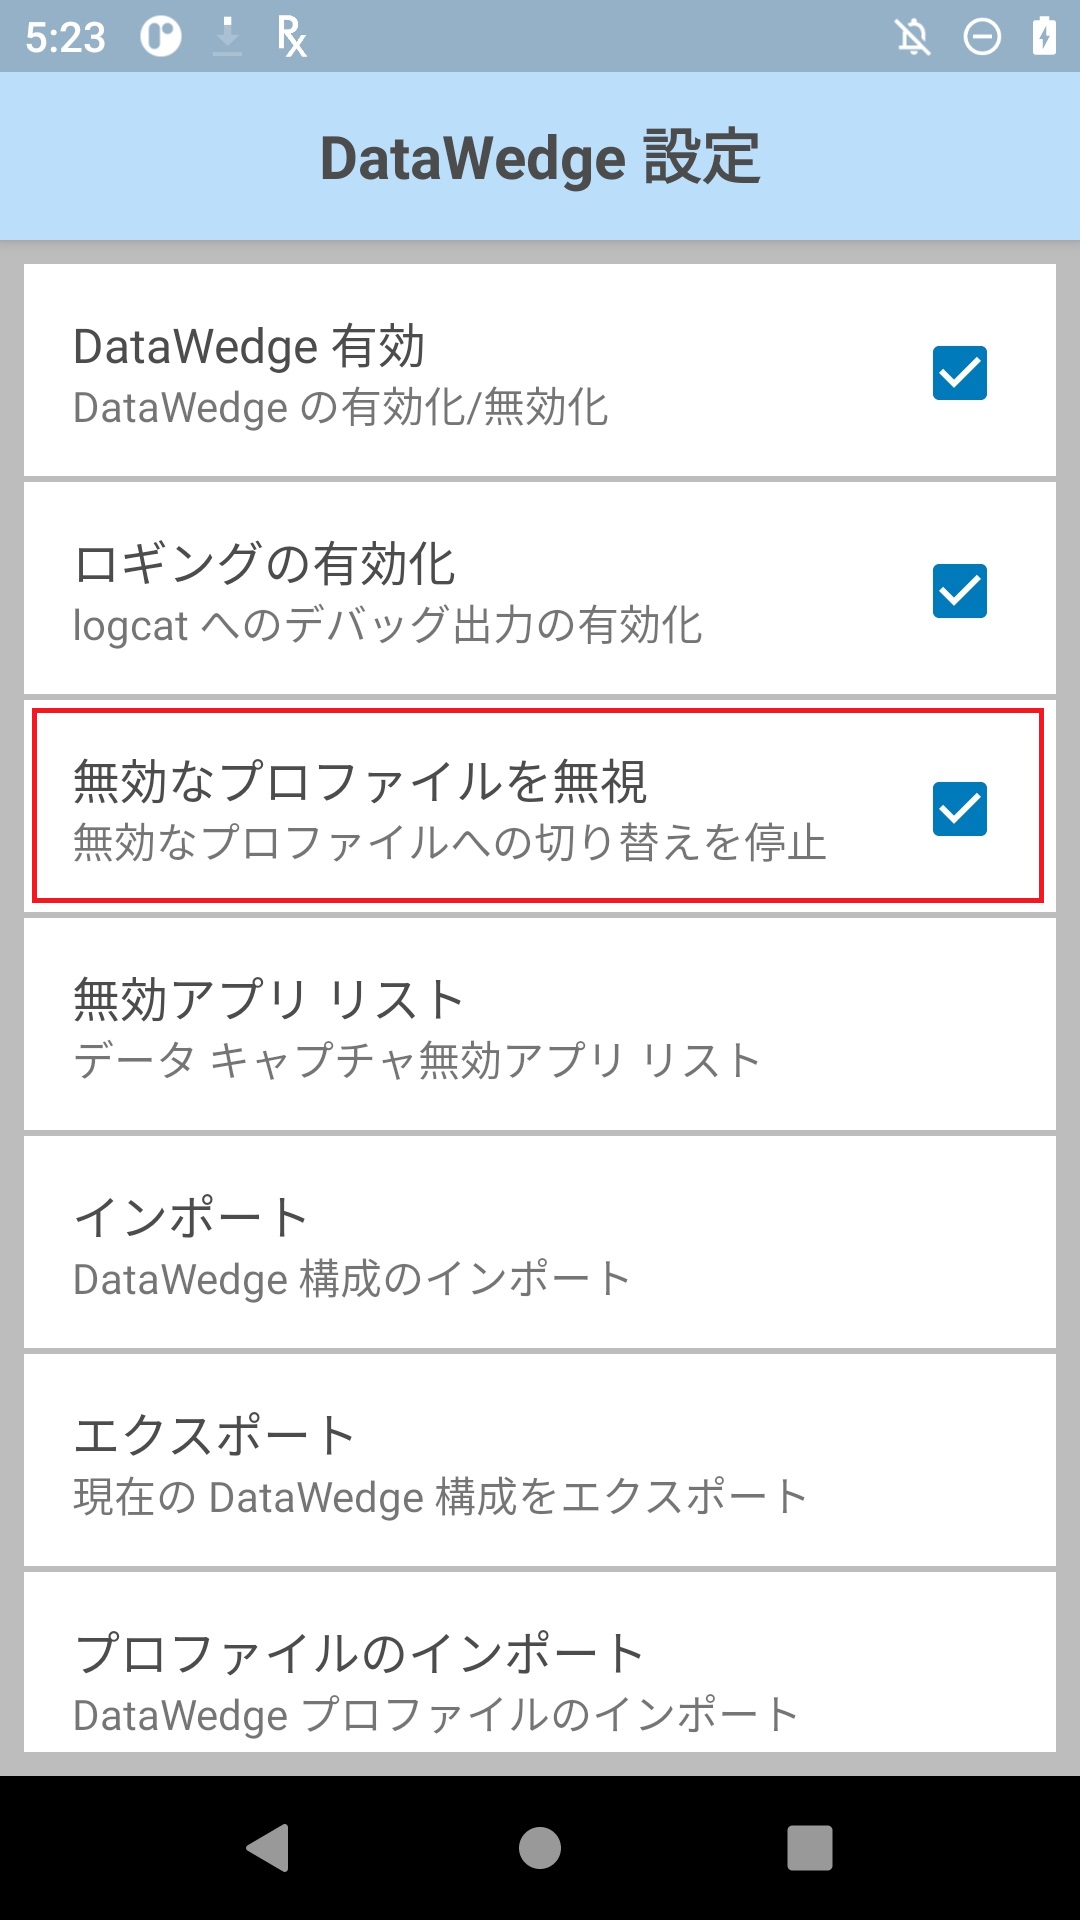 5:23
DataWedge 設定
DataWedge 有効
DataWedge の有効化/無効化
ロギングの有効化
logcat へのデバッグ出力の有効化
無効なプロファイルを無視
無効なプロファイルへの切り替えを停止
無効アプリ リスト
データ キャプチャ無効アプリ リスト
インポート
DataWedge 構成のインポート
エクスポート
現在の DataWedge 構成をエクスポート
プロファイルのインポート
DataWedge プロファイルのインポート